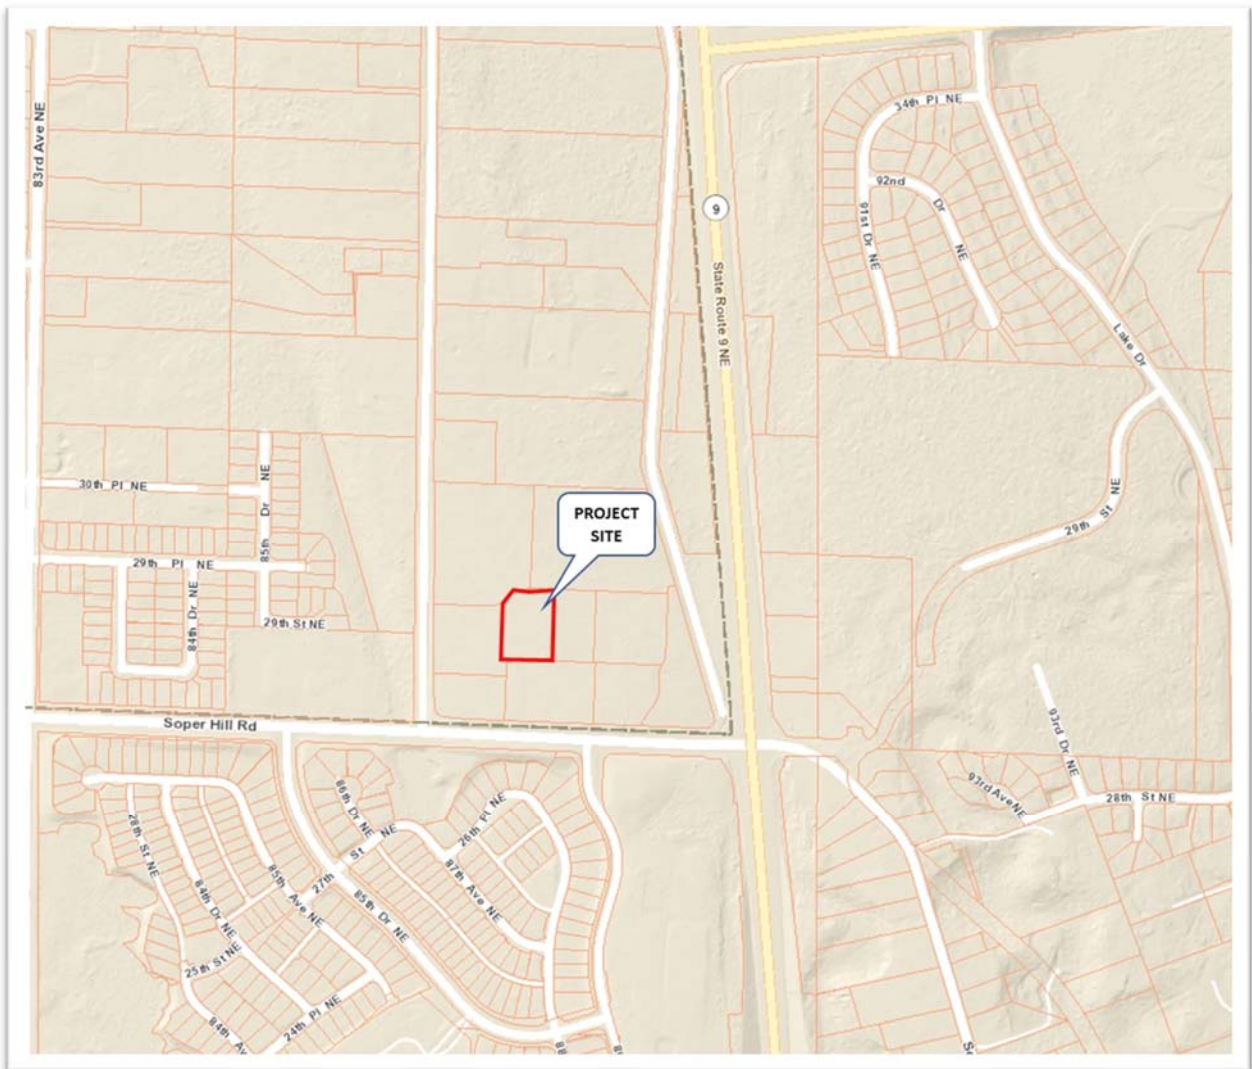 83rd Ave NE
34th Pl NE
92nd Dr NE
91st Dr NE
9
State Route 9 NE
Lake Dr
30th Pl NE
85th Dr NE
29th St NE
PROJECT
SITE
29th Pl NE
84th Dr NE
29th St NE
Soper Hill Rd
93rd Dr NE
93rd Ave NE
28th St NE
86th Dr NE
26th Pl NE
28th St NE
27th St NE
87th Ave NE
85th Ave NE
84th Dr NE
85th Dr NE
25th St NE
24th Pl NE
84th Av
88
So